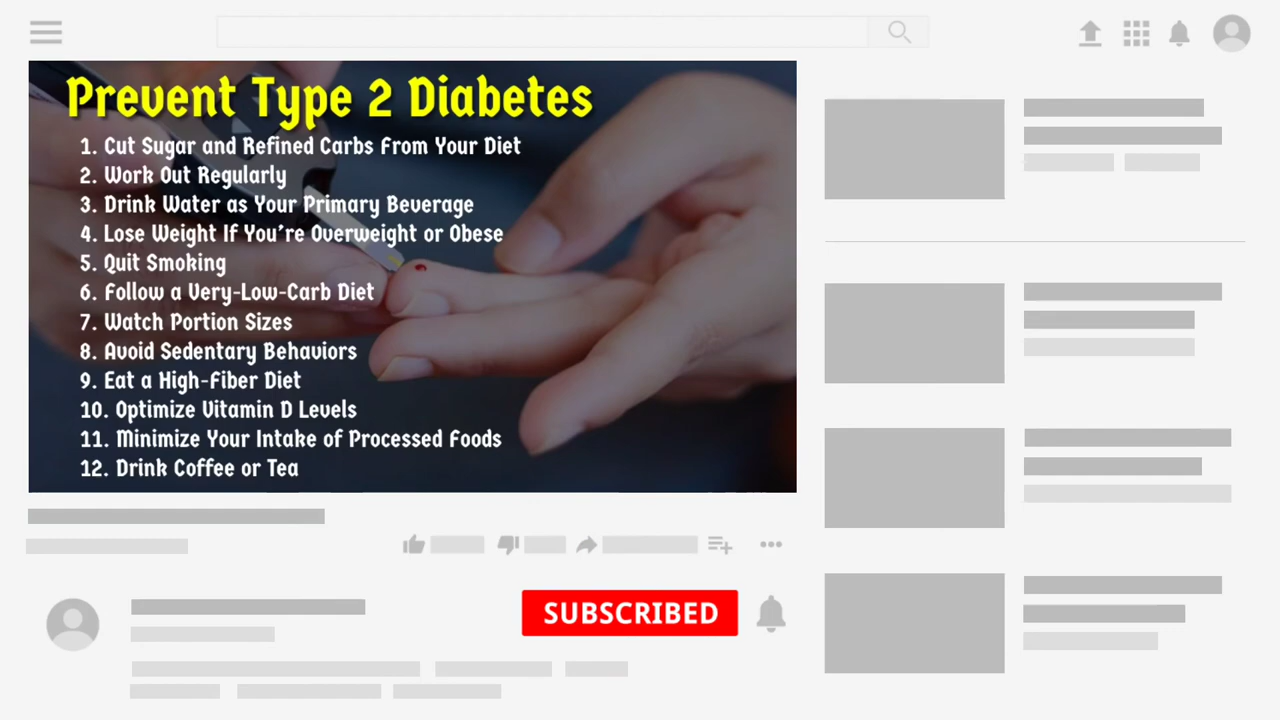 Prevent Type 2 Diabetes
1. Cut Sugar and Refined Carbs From Your Diet
2. Work Out Regularly
3. Drink Water as Your Primary Beverage
4. Lose Weight If You're Overweight or Obese
5. Quit Smoking
6. Follow a Very-Low-Carb Diet
7. Watch Portion Sizes
8. Avoid Sedentary Behaviors
9. Eat a High-Fiber Diet
10. Optimize Vitamin D Levels
11. Minimize Your Intake of Processed Foods
12. Drink Coffee or Tea
SUBSCRIBED